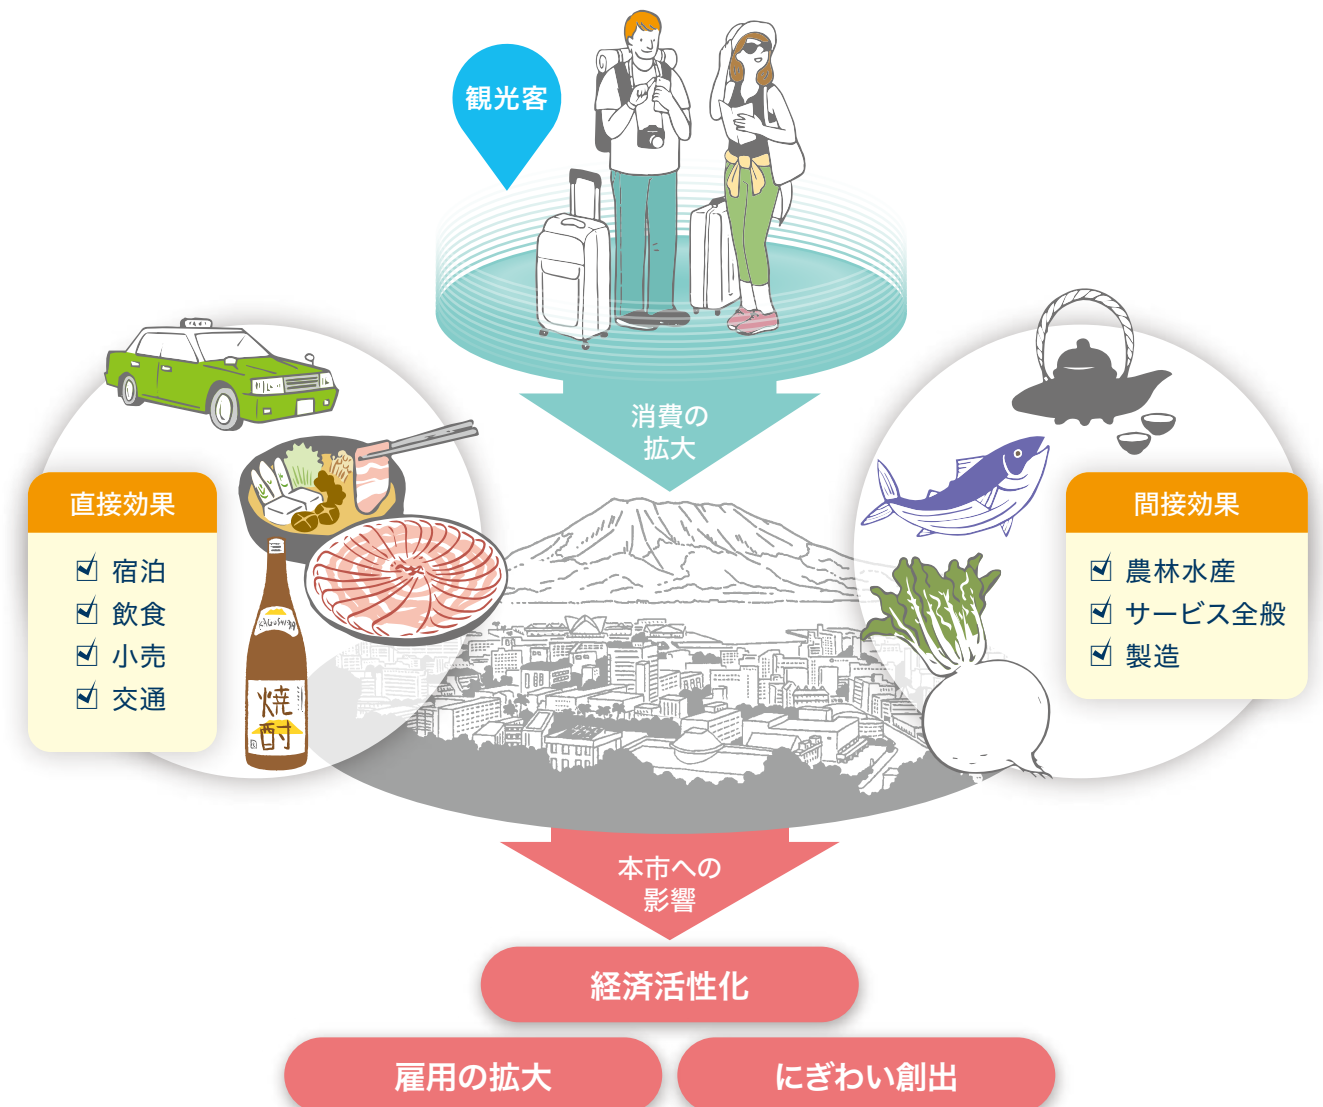 観光客
消費の
拡大
直接効果
宿泊
飲食
小売
交通
間接効果
農林水産
サービス全般
製造
KAGOSHIMA
焼
酎
本市への
影響
経済活性化
雇用の拡大
にぎわい創出